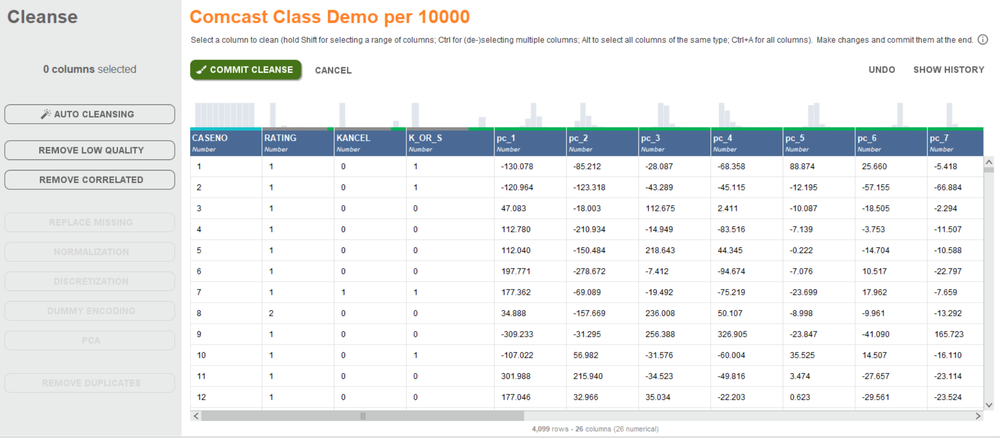 Cleanse
Comcast Class Demo per 10000
Select a column to clean (hold Shift for selecting a range of columns; Ctrl for (de-)selecting multiple columns; Alt to select all columns of the same type; Ctrl+A for all columns).  Make changes and commit them at the end.
0 columns selected
COMMIT CLEANSE CANCEL UNDO SHOW HISTORY
AUTO CLEANSING
REMOVE LOW QUALITY
REMOVE CORRELATED
REPLACE MISSING
NORMALIZATION
DISCRETIZATION
DUMMY ENCODING
PCA
REMOVE DUPLICATES
CASENO RATING KANCEL K_OR_S pc_1 pc_2 pc_3 pc_4 pc_5 pc_6 pc_7
Number Number Number Number Number Number Number Number Number Number Number
1 1 0 1 -130.078 -85.212 -28.087 -68.358 88.874 25.660 -5.418
2 1 0 1 -120.964 -123.318 -43.289 -45.115 -12.195 -57.155 -66.884
3 1 0 0 47.083 -18.003 112.675 2.411 -10.087 -18.505 -2.294
4 1 0 0 112.780 -210.934 -14.949 -83.516 -7.139 -3.753 -11.507
5 1 0 0 112.040 -150.484 218.643 44.345 -0.222 -14.704 -10.588
6 1 0 0 197.771 -278.672 -7.412 -94.674 -7.076 10.517 -22.797
7 1 1 1 177.362 -69.089 -19.492 -75.219 -23.699 17.962 -7.659
8 2 0 0 34.888 -157.669 236.008 50.107 -8.998 -9.961 -13.292
9 1 0 0 -309.233 -31.295 256.388 326.905 -23.847 -41.090 165.723
10 1 0 1 -107.022 56.982 -31.576 -60.004 35.525 14.507 -16.110
11 1 0 0 301.988 215.940 -34.523 -49.816 3.474 -27.657 -23.114
12 1 0 0 177.046 32.966 35.034 -22.203 0.623 -29.561 -23.524
4,099 rows - 26 columns (26 numerical)